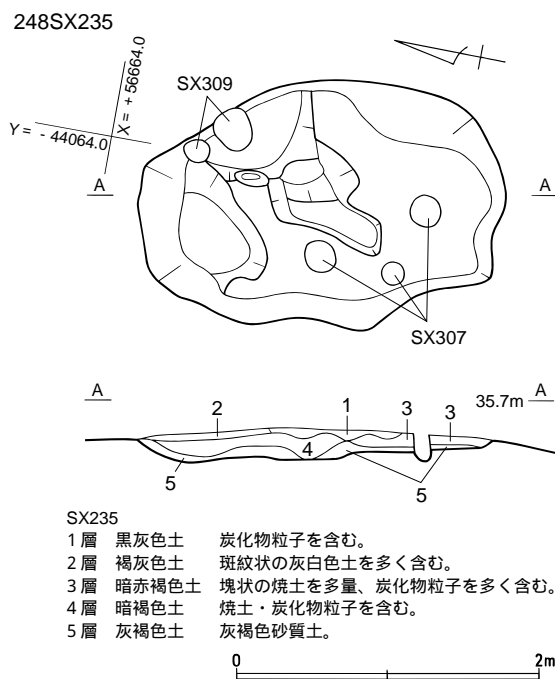 248SX235
SX309
X = + 56664.0
Y = - 44064.0
A A
SX307
A 35.7m A
2 1 3 3
4
5 5
SX235
1層 黒灰色土 炭化物粒子を含む。
2層 褐灰色土 斑紋状の灰白色土を多く含む。
3層 暗赤褐色土 塊状の焼土を多量、炭化物粒子を多く含む。
4層 暗褐色土 焼土・炭化物粒子を含む。
5層 灰褐色土 灰褐色砂質土。
0 2m